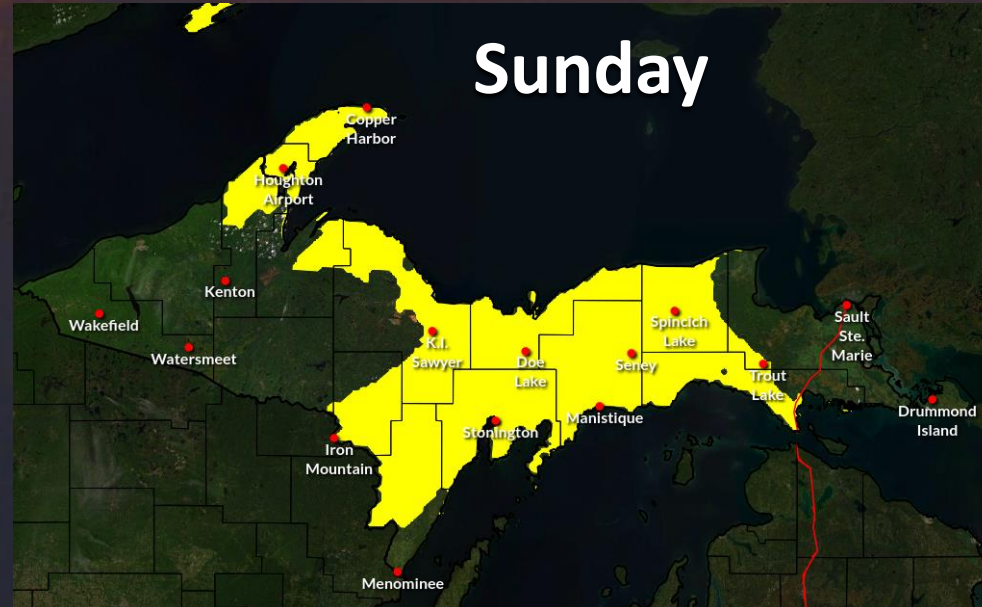 Sunday
Copper
Harbor
Houghton
Airport
Kenton
Wakefield
Watersmeet
K.I.
Sawyer
Doe
Lake
Seney
Spincich
Lake
Trout
Lake
Sault
Ste.
Marie
Drummond
Island
Manistique
Stonington
Iron
Mountain
Menominee